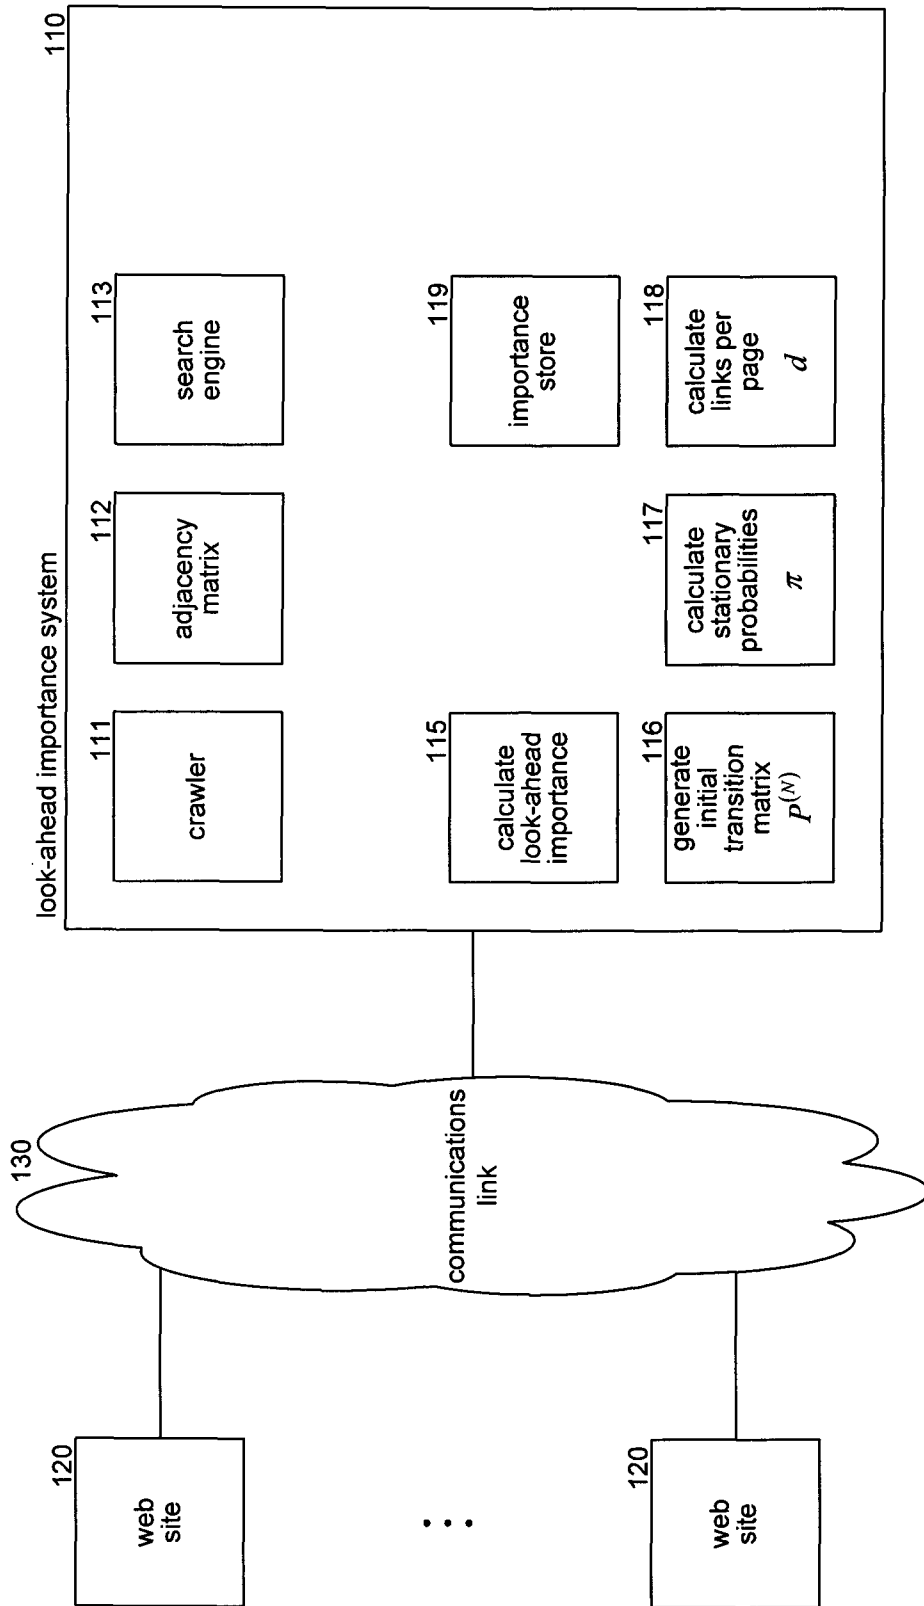 look-ahead importance system
110
111
crawler
112
adjacency
matrix
113
search
engine
115
calculate
look-ahead
importance
119
importance
store
116
generate
initial
transition
matrix
P^(N)
117
calculate
stationary
probabilities
π
118
calculate
links per
page
d
130
communications
link
120
web
site
120
web
site